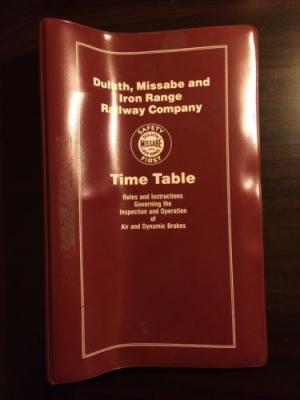 Duluth, Missabe and
Iron Range
Railway Company
SAFETY
MISSABE
FIRST
Time Table
Rules and Instructions
Governing the
Inspection and Operation
of
Air and Dynamic Brakes